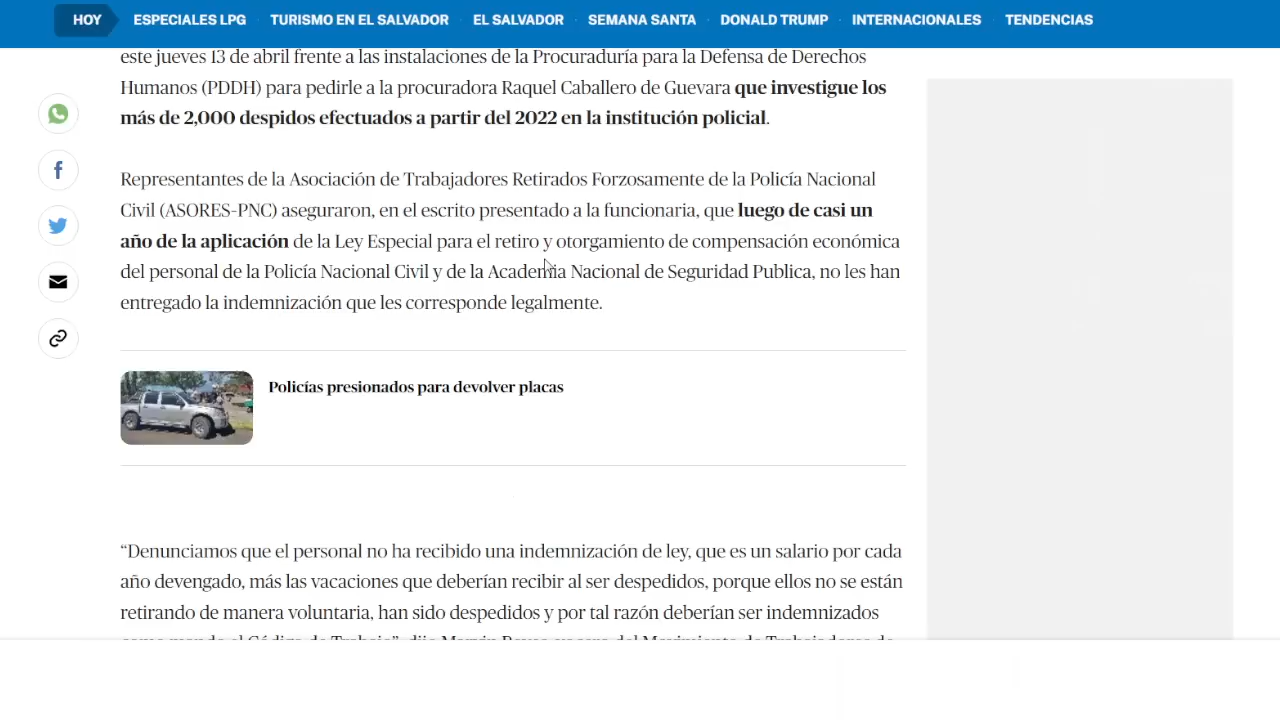 HOY ESPECIALES LPG TURISMO EN EL SALVADOR EL SALVADOR SEMANA SANTA DONALD TRUMP INTERNACIONALES TENDENCIAS
este jueves 13 de abril frente a las instalaciones de la Procuraduría para la Defensa de Derechos
Humanos (PDDH) para pedirle a la procuradora Raquel Caballero de Guevara que investigue los
más de 2,000 despidos efectuados a partir del 2022 en la institución policial.
Representantes de la Asociación de Trabajadores Retirados Forzosamente de la Policía Nacional
Civil (ASORES-PNC) aseguraron, en el escrito presentado a la funcionaria, que luego de casi un
año de la aplicación de la Ley Especial para el retiro y otorgamiento de compensación económica
del personal de la Policía Nacional Civil y de la Academia Nacional de Seguridad Publica, no les han
entregado la indemnización que les corresponde legalmente.
Policías presionados para devolver placas
“Denunciamos que el personal no ha recibido una indemnización de ley, que es un salario por cada
año devengado, más las vacaciones que deberían recibir al ser despedidos, porque ellos no se están
retirando de manera voluntaria, han sido despedidos y por tal razón deberían ser indemnizados